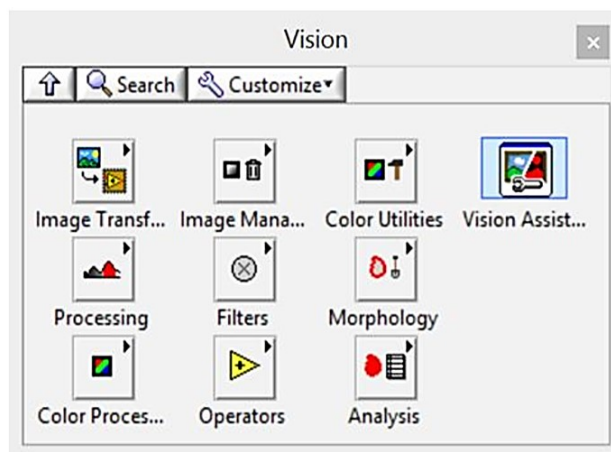 Vision
Search Customize
Image Transf... Image Mana... Color Utilities Vision Assist...
Processing Filters Morphology
Color Proces... Operators Analysis